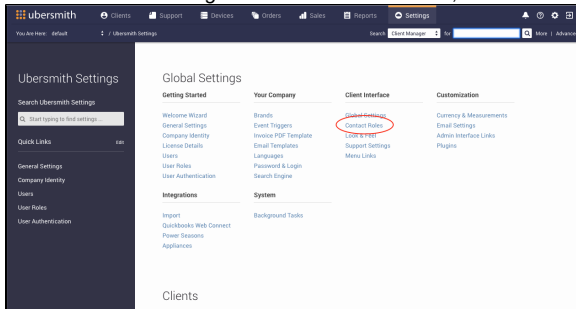 ubersmith Clients Support Devices Orders Sales Reports Settings
You Are Here: default / Ubersmith Settings Search Client Manager for More | Advance
Ubersmith Settings
Search Ubersmith Settings
Start typing to find settings ...
Quick Links edit
General Settings
Company Identity
Users
User Roles
User Authentication
Global Settings
Getting Started
Welcome Wizard
General Settings
Company Identity
License Details
Users
User Roles
User Authentication
Your Company
Brands
Event Triggers
Invoice PDF Template
Email Templates
Languages
Password & Login
Search Engine
Client Interface
Global Settings
Contact Roles
Look & Feel
Support Settings
Menu Links
Customization
Currency & Measurements
Email Settings
Admin Interface Links
Plugins
Integrations
Import
Quickbooks Web Connect
Power Seasons
Appliances
System
Background Tasks
Clients